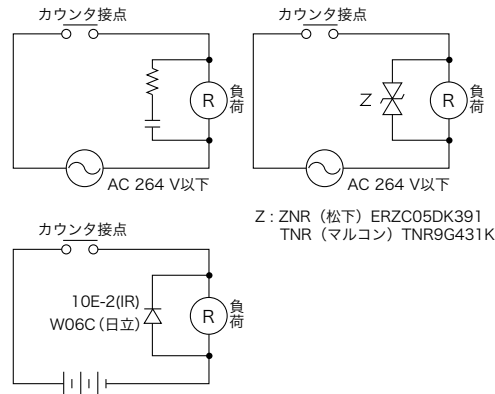 カウンタ接点
R
負荷
AC 264 V以下
カウンタ接点
Z
R
負荷
AC 264 V以下
Z : ZNR（松下）ERZC05DK391
TNR（マルコン）TNR9G431K
カウンタ接点
10E-2(IR)
W06C（日立）
R
負荷